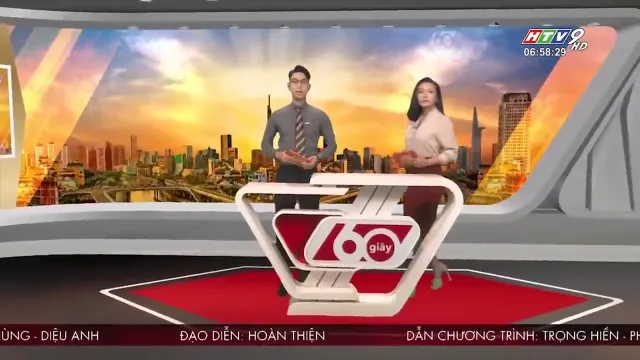 HTV9 HD
06:58:29
60 giây
ÙNG - DIỆU ANH ĐẠO DIỄN: HOÀN THIỆN DẪN CHƯƠNG TRÌNH: TRỌNG HIỀN - PH